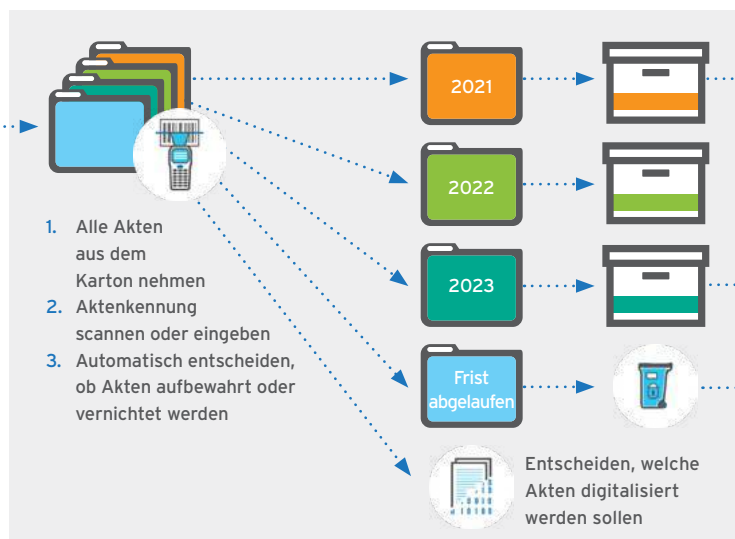 2021
2022
2023
Frist
abgelaufen
1. Alle Akten
aus dem
Karton nehmen
2. Aktenkennung
scannen oder eingeben
3. Automatisch entscheiden,
ob Akten aufbewahrt oder
vernichtet werden
Entscheiden, welche
Akten digitalisiert
werden sollen